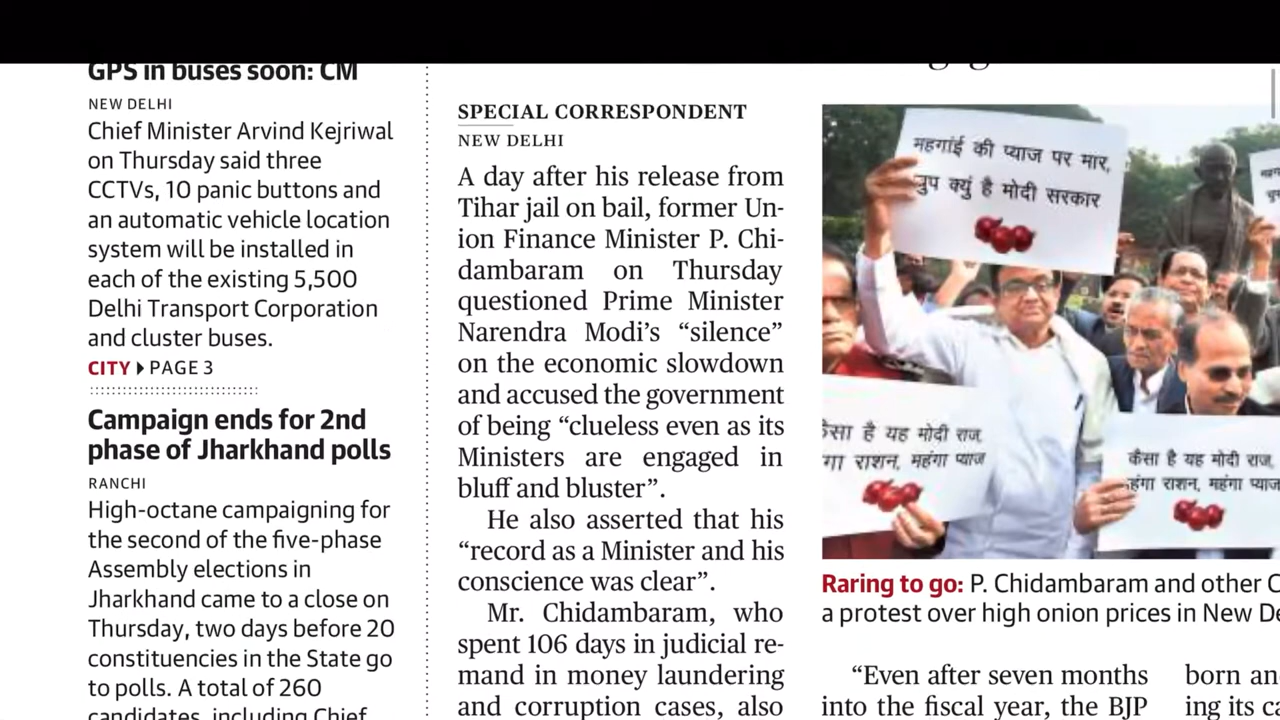 GPS in buses soon: CM
NEW DELHI
Chief Minister Arvind Kejriwal
on Thursday said three
CCTVs, 10 panic buttons and
an automatic vehicle location
system will be installed in
each of the existing 5,500
Delhi Transport Corporation
and cluster buses.
CITY PAGE 3
Campaign ends for 2nd
phase of Jharkhand polls
RANCHI
High-octane campaigning for
the second of the five-phase
Assembly elections in
Jharkhand came to a close on
Thursday, two days before 20
constituencies in the State go
to polls. A total of 260
candidates, including Chief
SPECIAL CORRESPONDENT
NEW DELHI
A day after his release from
Tihar jail on bail, former Un-
ion Finance Minister P. Chi-
dambaram on Thursday
questioned Prime Minister
Narendra Modi’s “silence”
on the economic slowdown
and accused the government
of being “clueless even as its
Ministers are engaged in
bluff and bluster”.
He also asserted that his
“record as a Minister and his
conscience was clear”.
Mr. Chidambaram, who
spent 106 days in judicial re-
mand in money laundering
and corruption cases, also
महगांई की प्याज पर मार,
चुप क्युं है मोदी सरकार
है यह मोदी राज,
राशन, महंगा प्याज
कैसा है यह मोदी राज,
राशन, महंगा प्याज
Raring to go: P. Chidambaram and other
a protest over high onion prices in New
“Even after seven months
into the fiscal year, the BJP
born
ing its